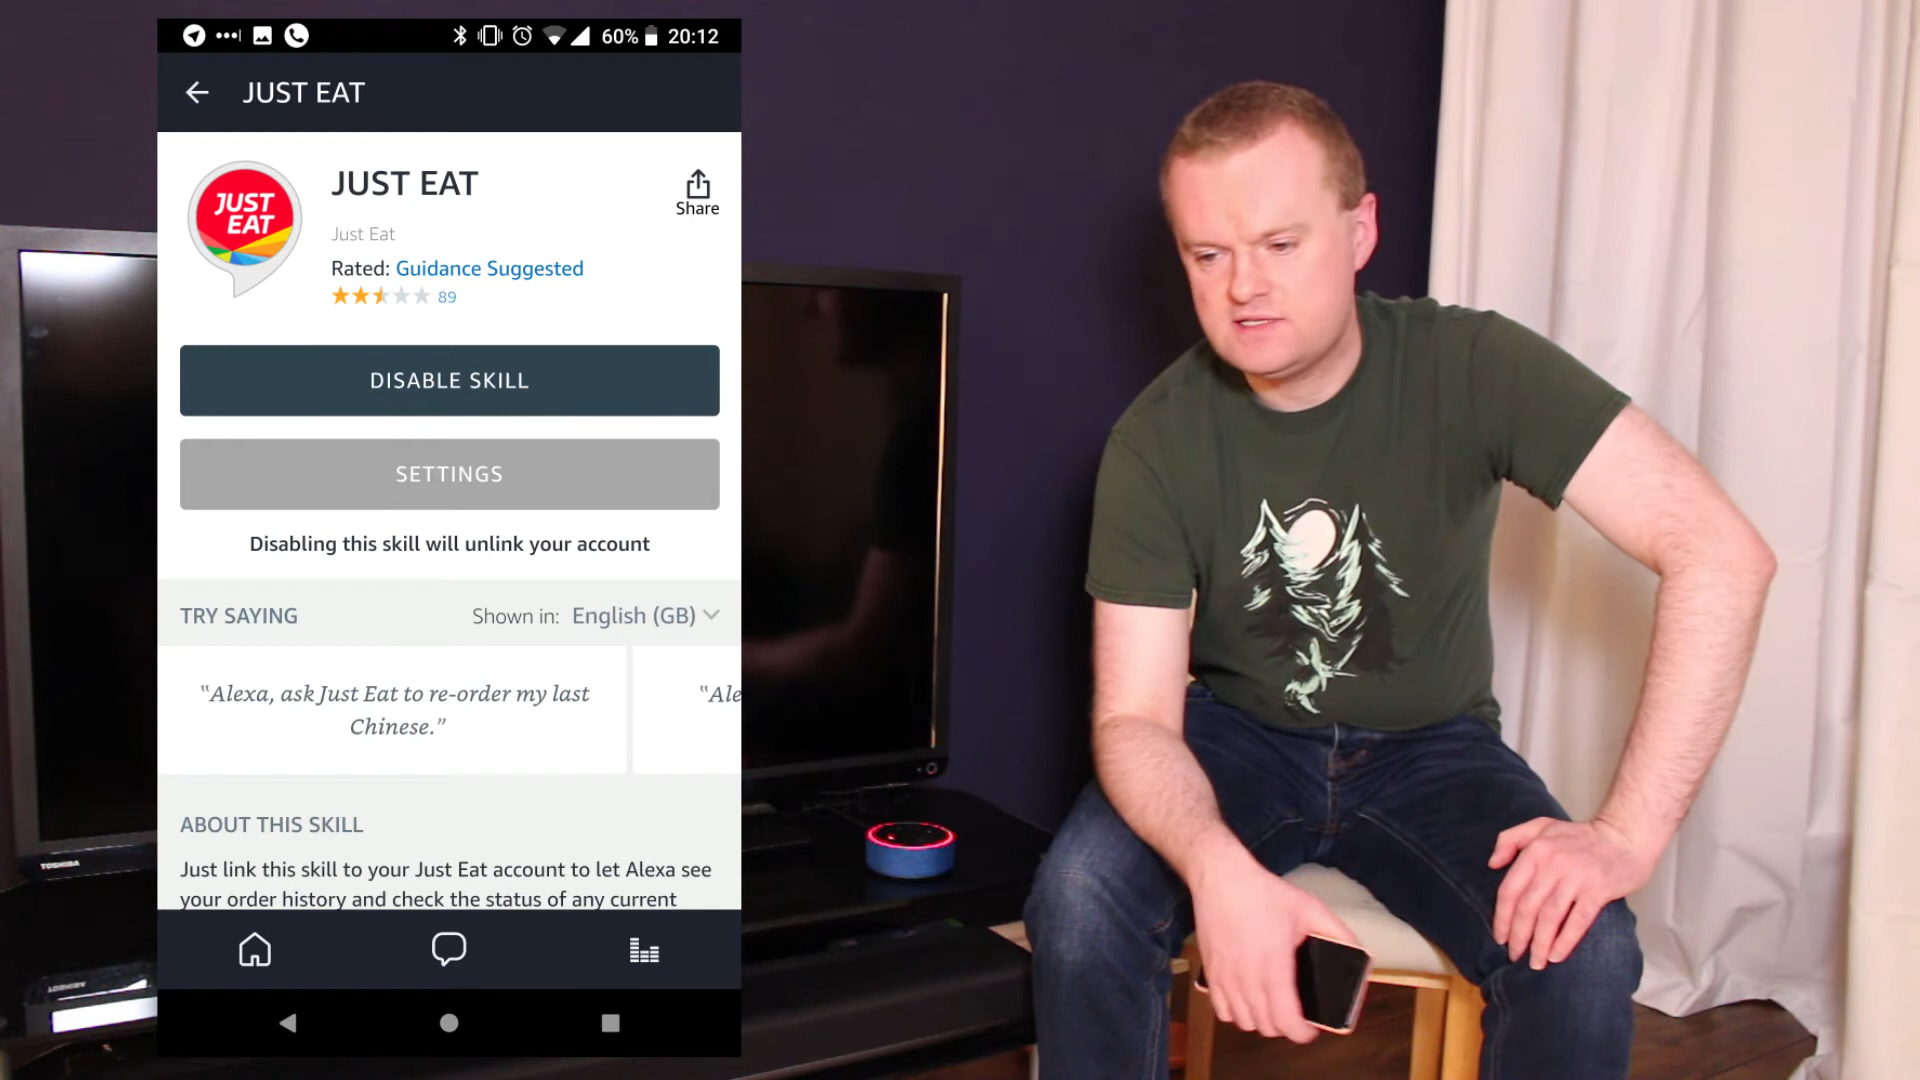 60% 20:12
JUST EAT
JUST EAT
JUST
EAT
Share
Just Eat
Rated: Guidance Suggested
89
DISABLE SKILL
SETTINGS
Disabling this skill will unlink your account
TRY SAYING Shown in: English (GB)
"Alexa, ask Just Eat to re-order my last
Chinese."
"Ale
ABOUT THIS SKILL
Just link this skill to your Just Eat account to let Alexa see
your order history and check the status of any current
TOSHIBA
TOSHIBA